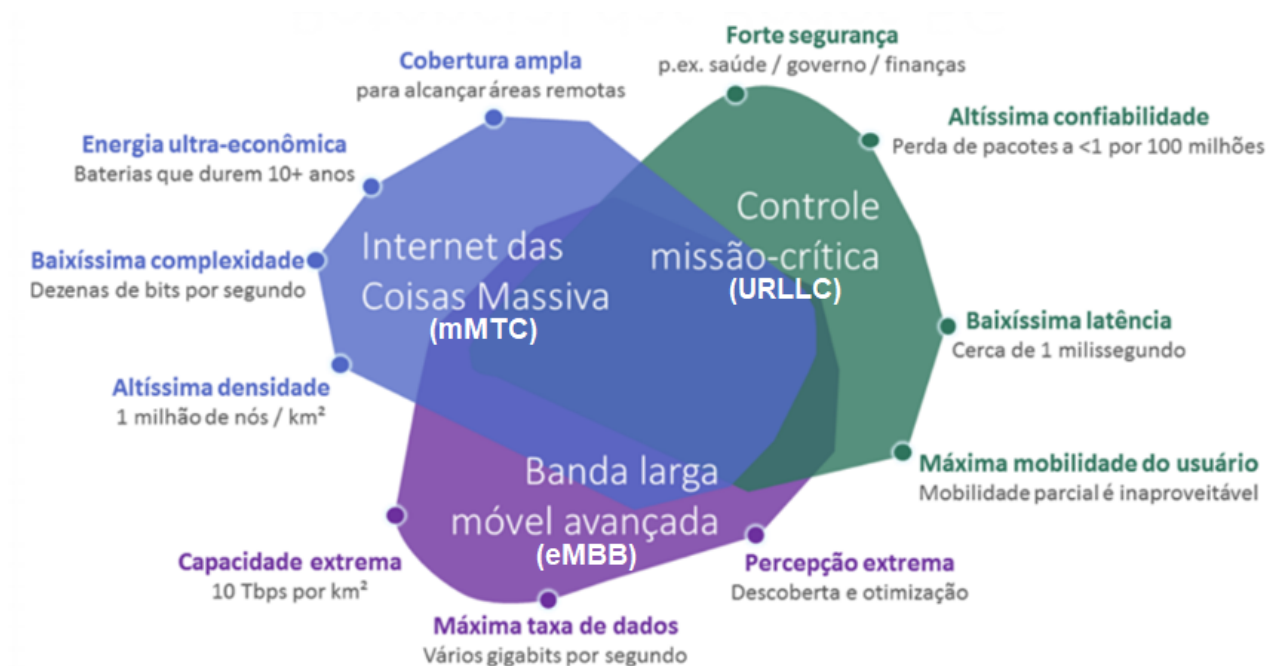 Forte segurança
p.ex. saúde / governo / finanças
Cobertura ampla
para alcançar áreas remotas
Altíssima confiabilidade
Perda de pacotes a <1 por 100 milhões
Energia ultra-econômica
Baterias que durem 10+ anos
Controle
missão-crítica
(URLLC)
Internet das
Coisas Massiva
(mMTC)
Baixíssima complexidade
Dezenas de bits por segundo
Baixíssima latência
Cerca de 1 milissegundo
Altíssima densidade
1 milhão de nós / km²
Máxima mobilidade do usuário
Mobilidade parcial é inaproveitável
Banda larga
móvel avançada
(eMBB)
Capacidade extrema
10 Tbps por km²
Percepção extrema
Descoberta e otimização
Máxima taxa de dados
Vários gigabits por segundo